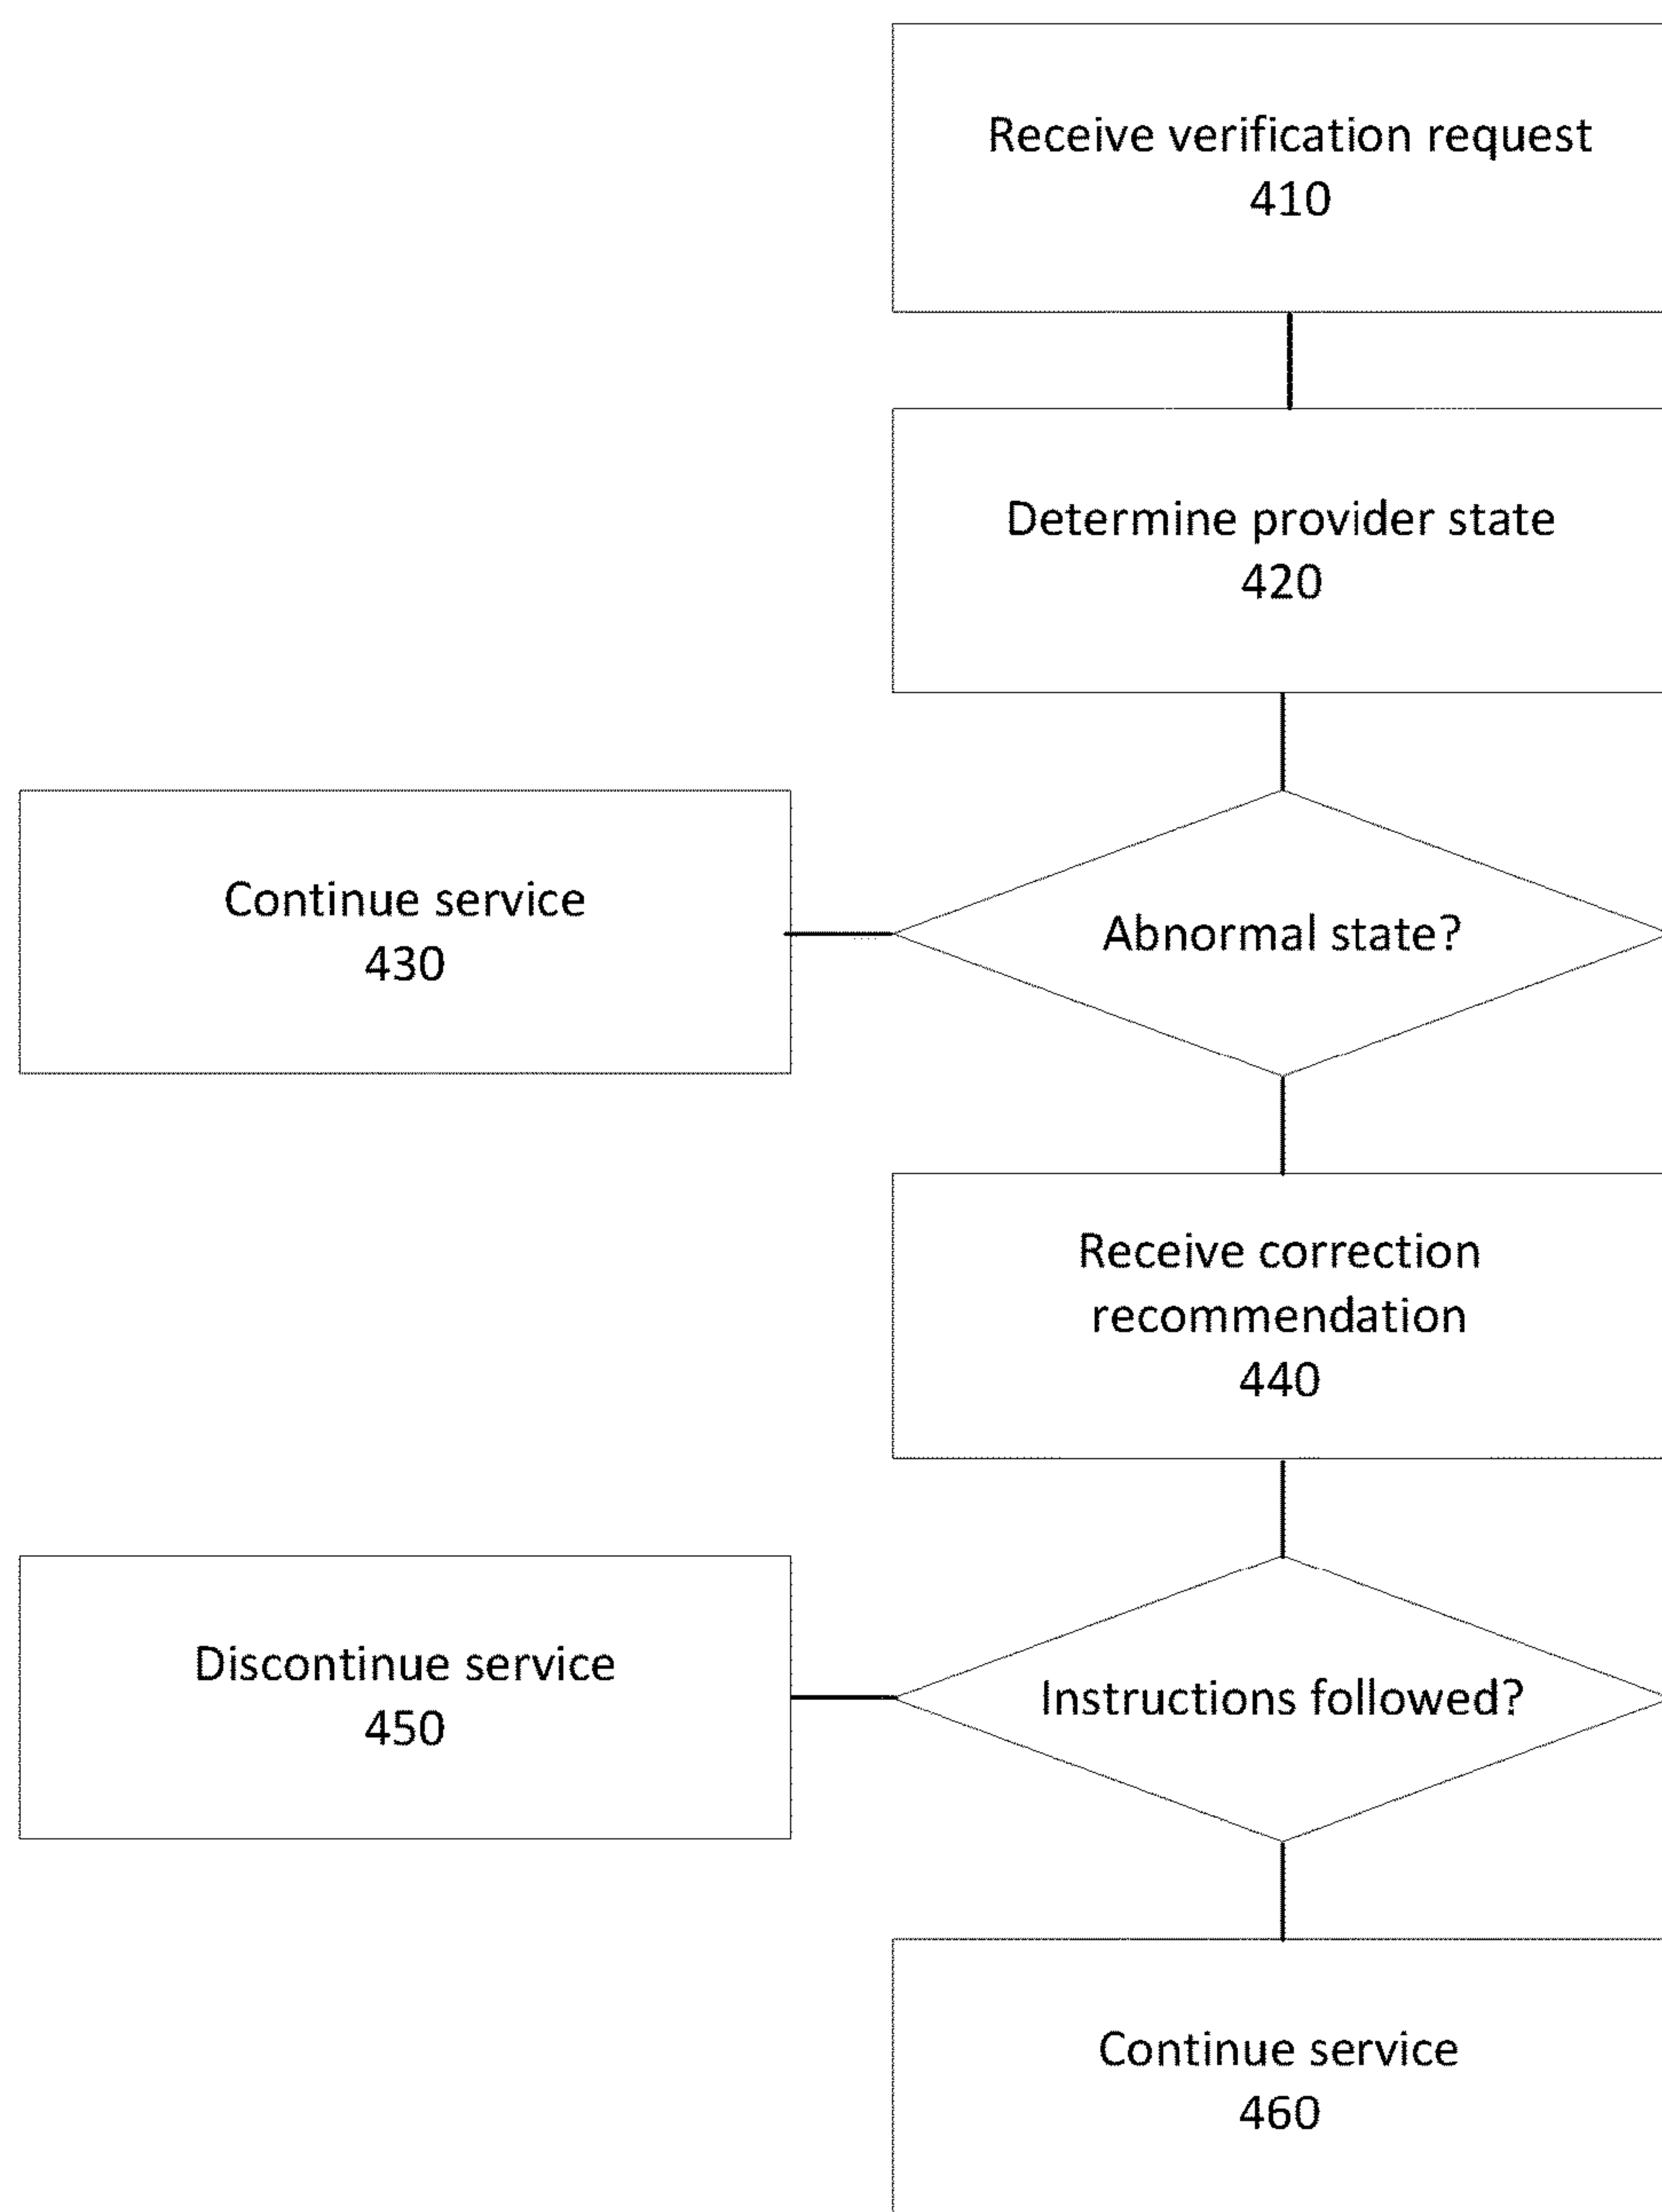 Receive verification request
410
Determine provider state
420
Continue service
430
Abnormal state?
Receive correction
recommendation
440
Discontinue service
450
Instructions followed?
Continue service
460